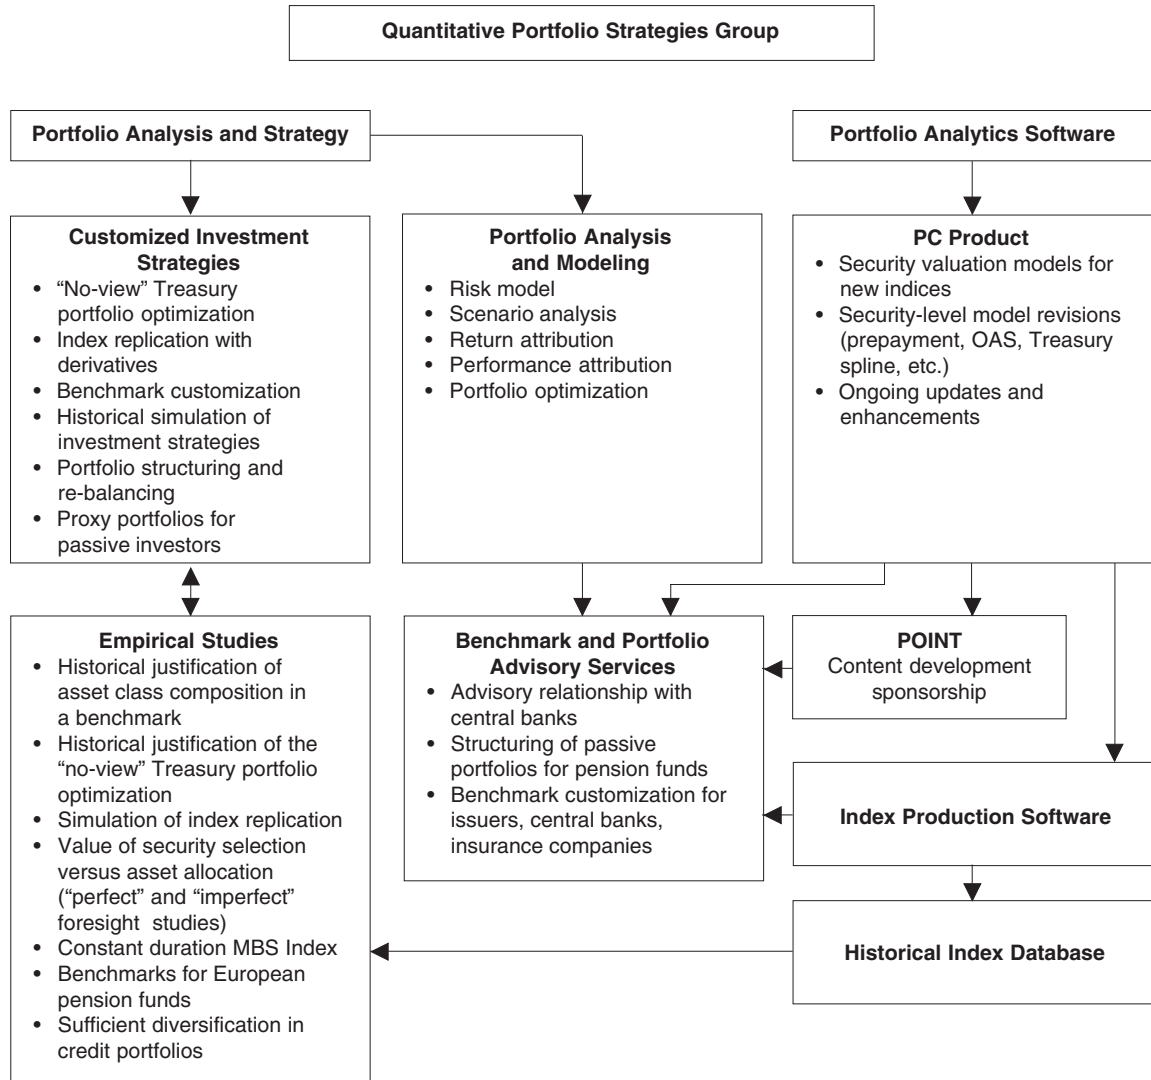 Quantitative Portfolio Strategies Group
Portfolio Analysis and Strategy
Portfolio Analytics Software
Customized Investment
Strategies
• “No-view” Treasury
portfolio optimization
• Index replication with
derivatives
• Benchmark customization
• Historical simulation of
investment strategies
• Portfolio structuring and
re-balancing
• Proxy portfolios for
passive investors
Portfolio Analysis
and Modeling
• Risk model
• Scenario analysis
• Return attribution
• Performance attribution
• Portfolio optimization
PC Product
• Security valuation models for
new indices
• Security-level model revisions
(prepayment, OAS, Treasury
spline, etc.)
• Ongoing updates and
enhancements
Empirical Studies
• Historical justification of
asset class composition in
a benchmark
• Historical justification of the
“no-view” Treasury portfolio
optimization
• Simulation of index replication
• Value of security selection
versus asset allocation
(“perfect” and “imperfect”
foresight studies)
• Constant duration MBS Index
• Benchmarks for European
pension funds
• Sufficient diversification in
credit portfolios
Benchmark and Portfolio
Advisory Services
• Advisory relationship with
central banks
• Structuring of passive
portfolios for pension funds
• Benchmark customization for
issuers, central banks,
insurance companies
POINT
Content development
sponsorship
Index Production Software
Historical Index Database